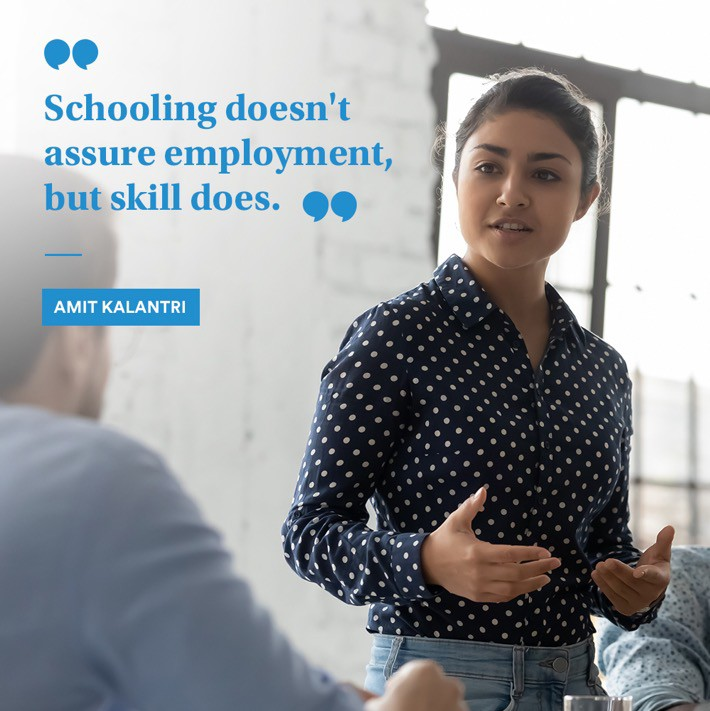 Schooling doesn't
assure employment,
but skill does.
AMIT KALANTRI